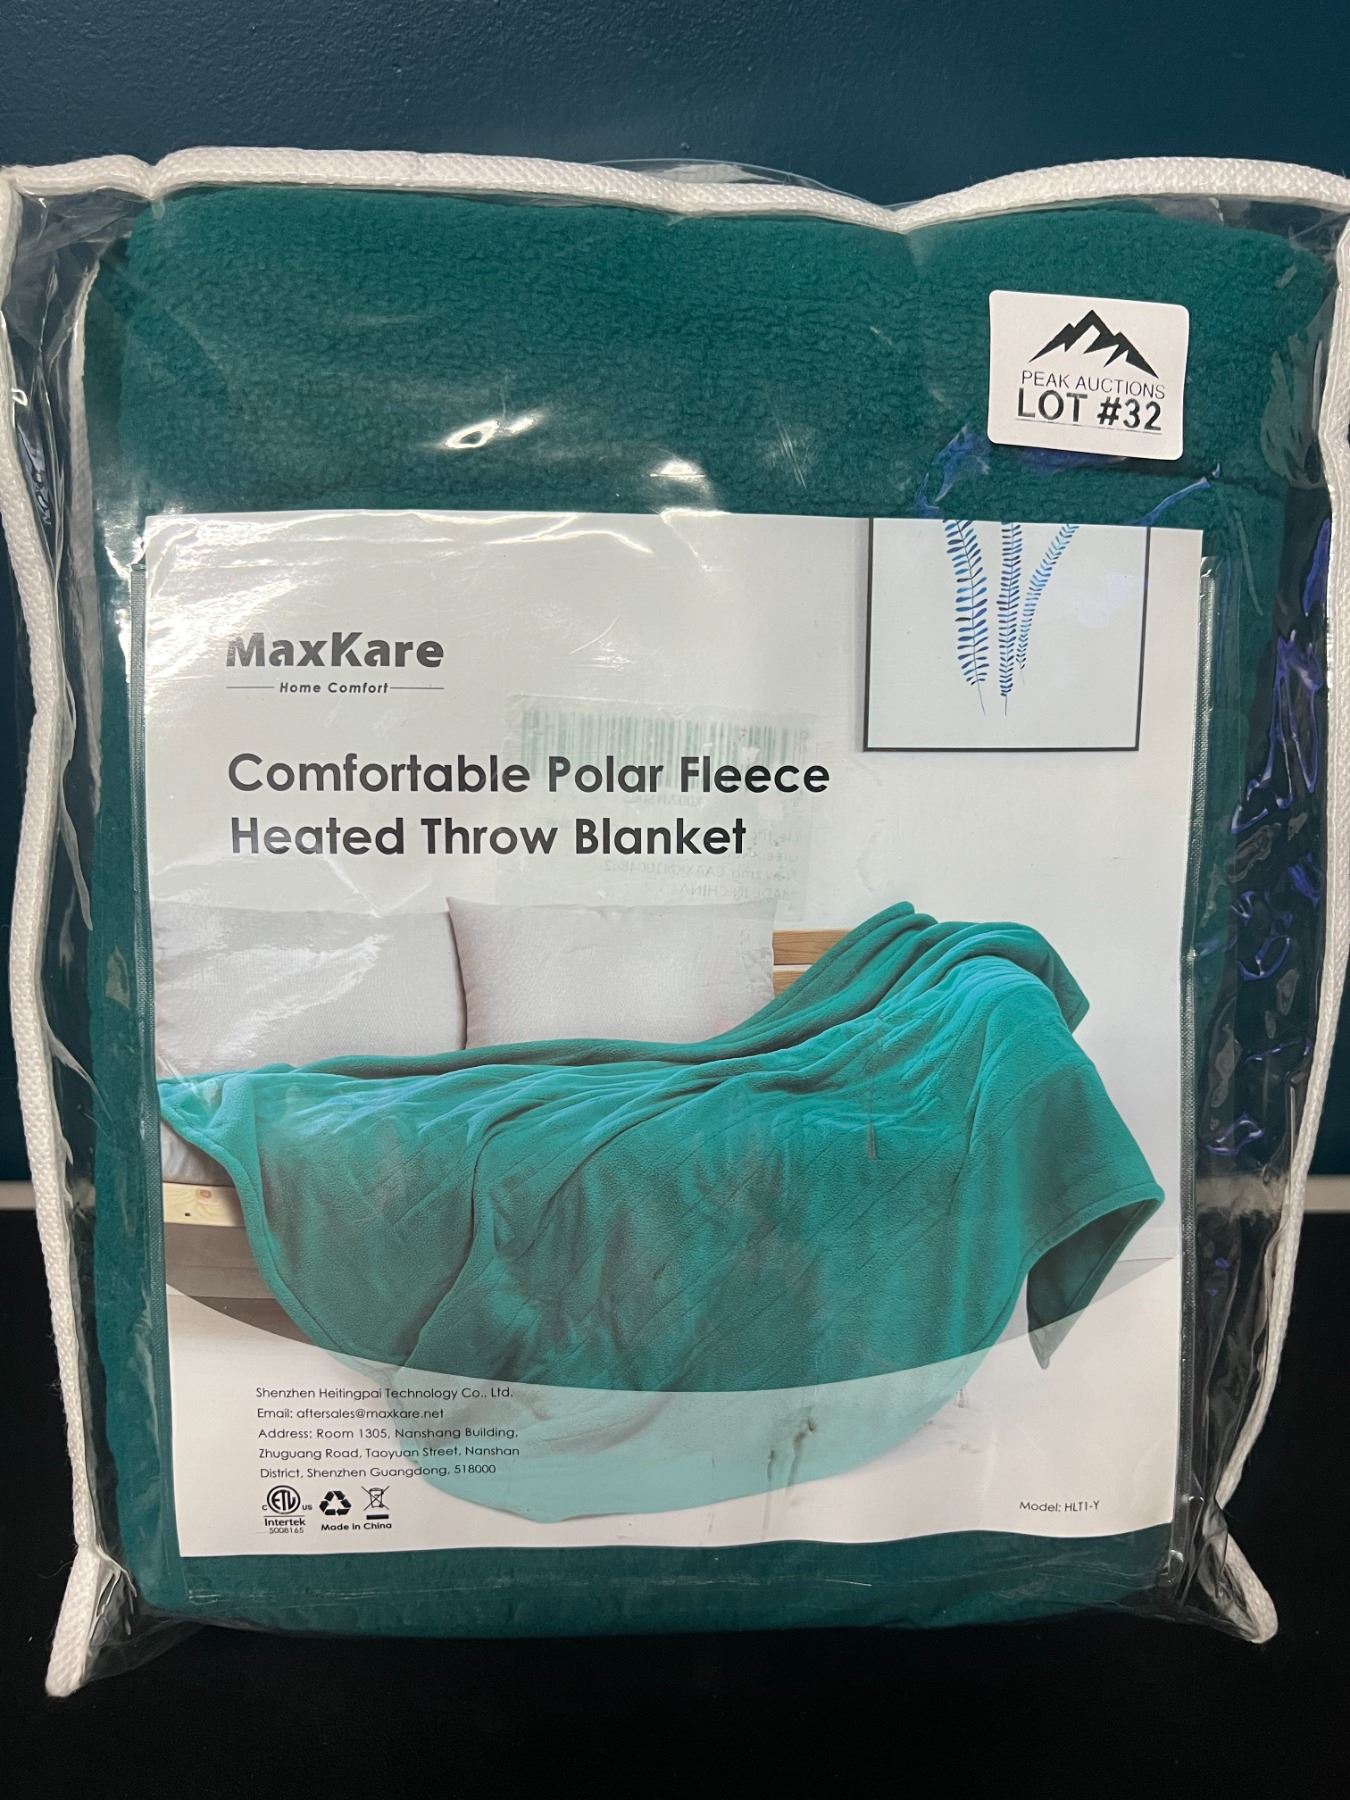 PEAK AUCTIONS
LOT #32
MaxKare
Home Comfort
Comfortable Polar Fleece
Heated Throw Blanket
Shenzhen Heitingpai Technology Co., Ltd.
Email: aftersales@maxkare.net
Address: Room 1305, Nanshang Building,
Zhuguang Road, Taoyuan Street, Nanshan
District, Shenzhen Guangdong, 518000
C ETL US
Intertek
5008165
Made in China
Model: HLT1-Y